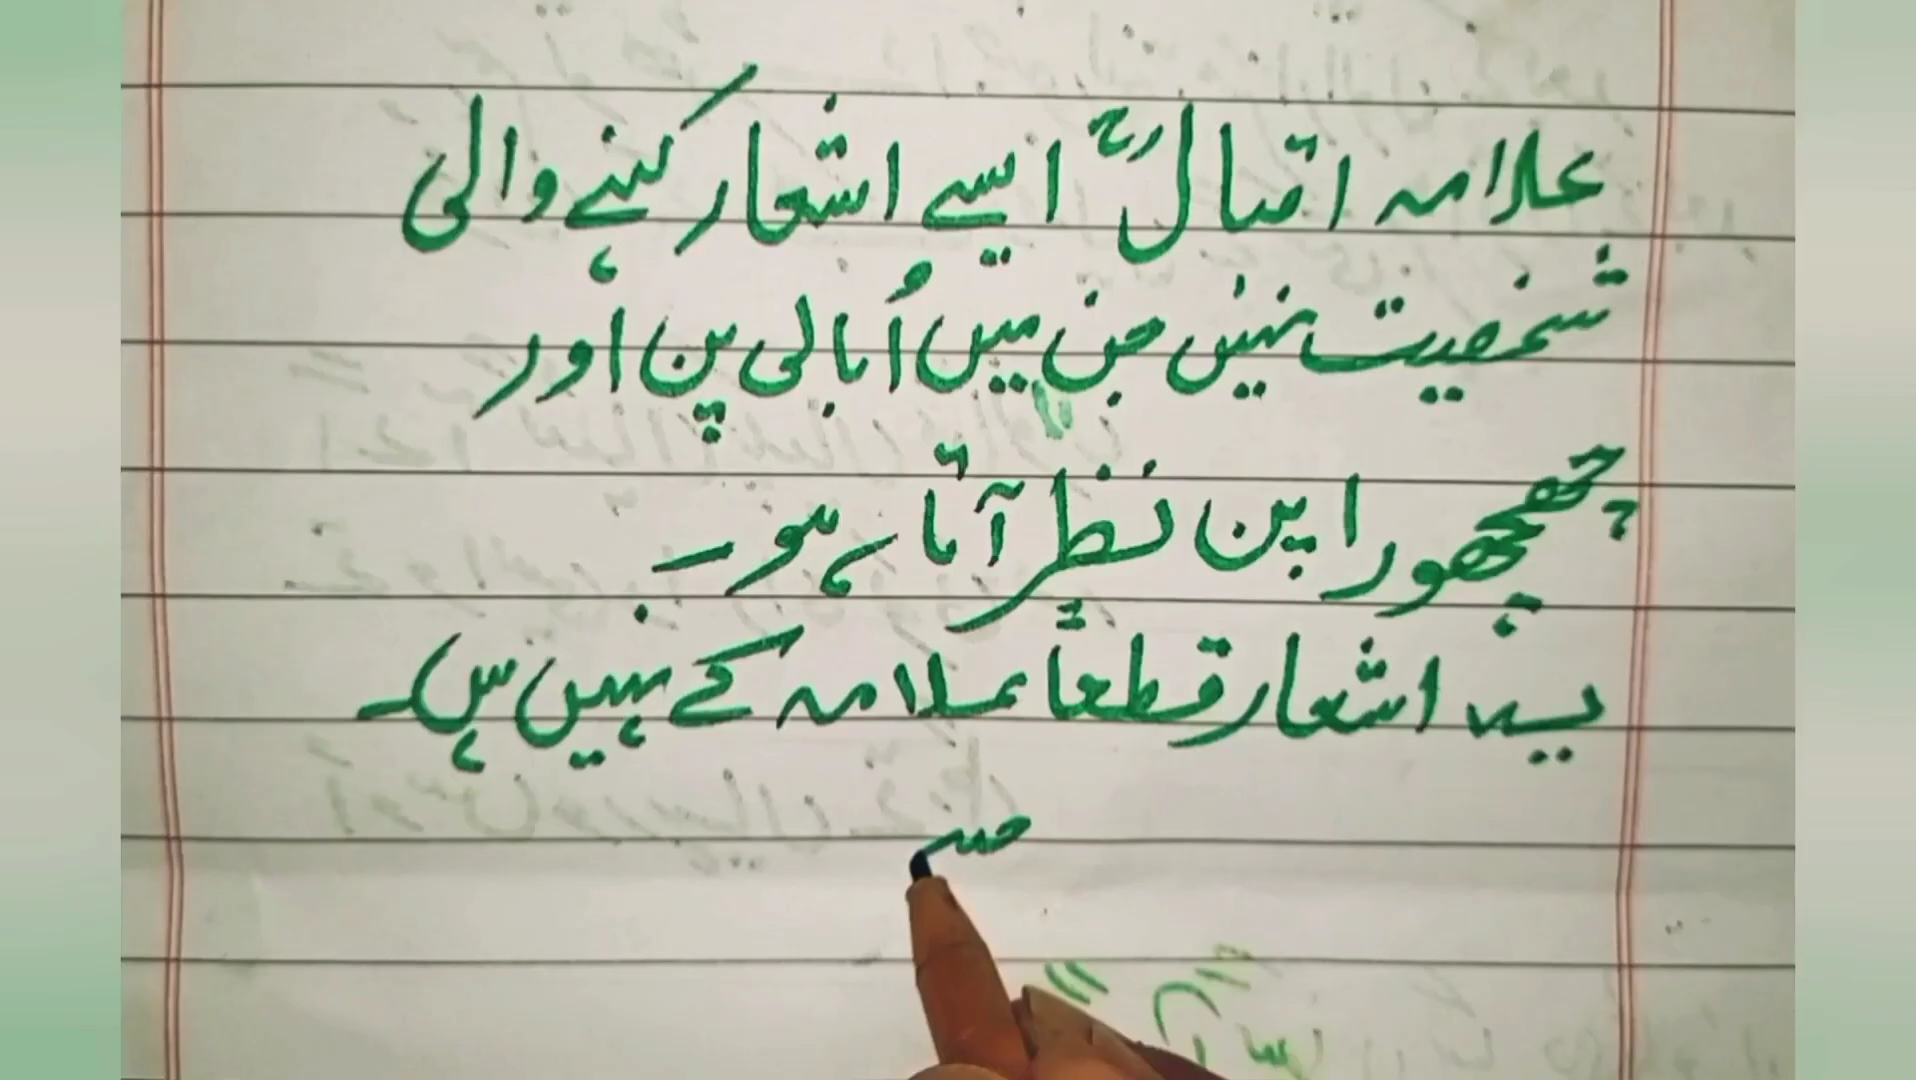 علامہ اقبالؒ ایسے اشعار کہنے والی
شخصیت نہیں جن میں اُبالی پن اور
چھچھورا پن نظر آتا ہو۔
یہ اشعار قطعاً علامہ کے نہیں ہیں۔